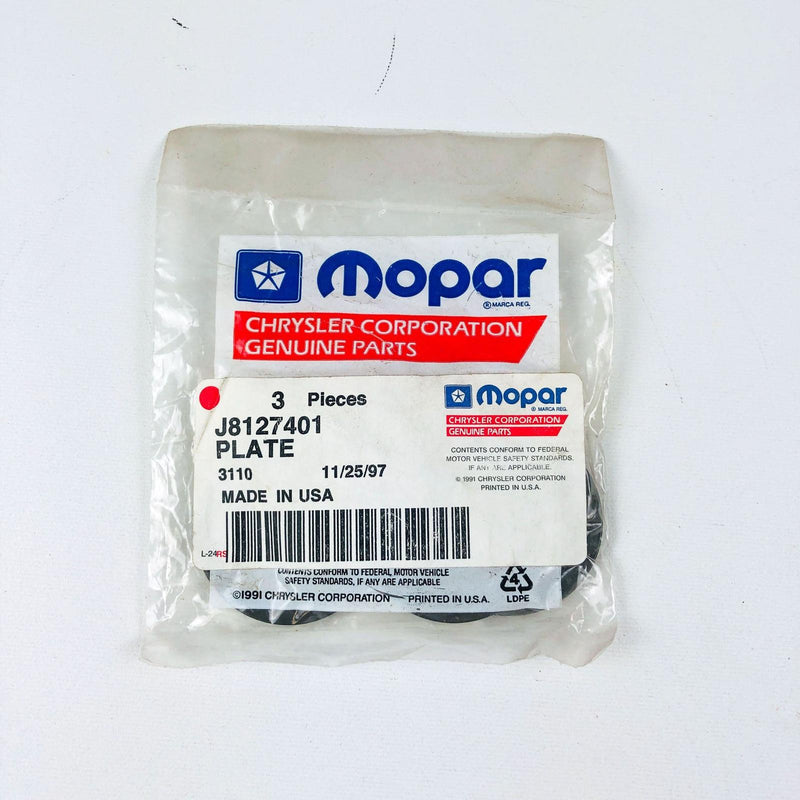 Mopar
® MARCA REG.
CHRYSLER CORPORATION
GENUINE PARTS
3 Pieces
J8127401
PLATE
3110 11/25/97
MADE IN USA
L-24RS
Mopar
® MARCA REG.
CHRYSLER CORPORATION
GENUINE PARTS
CONTENTS CONFORM TO FEDERAL
MOTOR VEHICLE SAFETY STANDARDS,
IF ANY ARE APPLICABLE.
© 1991 CHRYSLER CORPORATION
PRINTED IN U.S.A.
CONTENTS CONFORM TO FEDERAL MOTOR VEHICLE
SAFETY STANDARDS, IF ANY ARE APPLICABLE
©1991 CHRYSLER CORPORATION PRINTED IN U.S.A.
4
LDPE